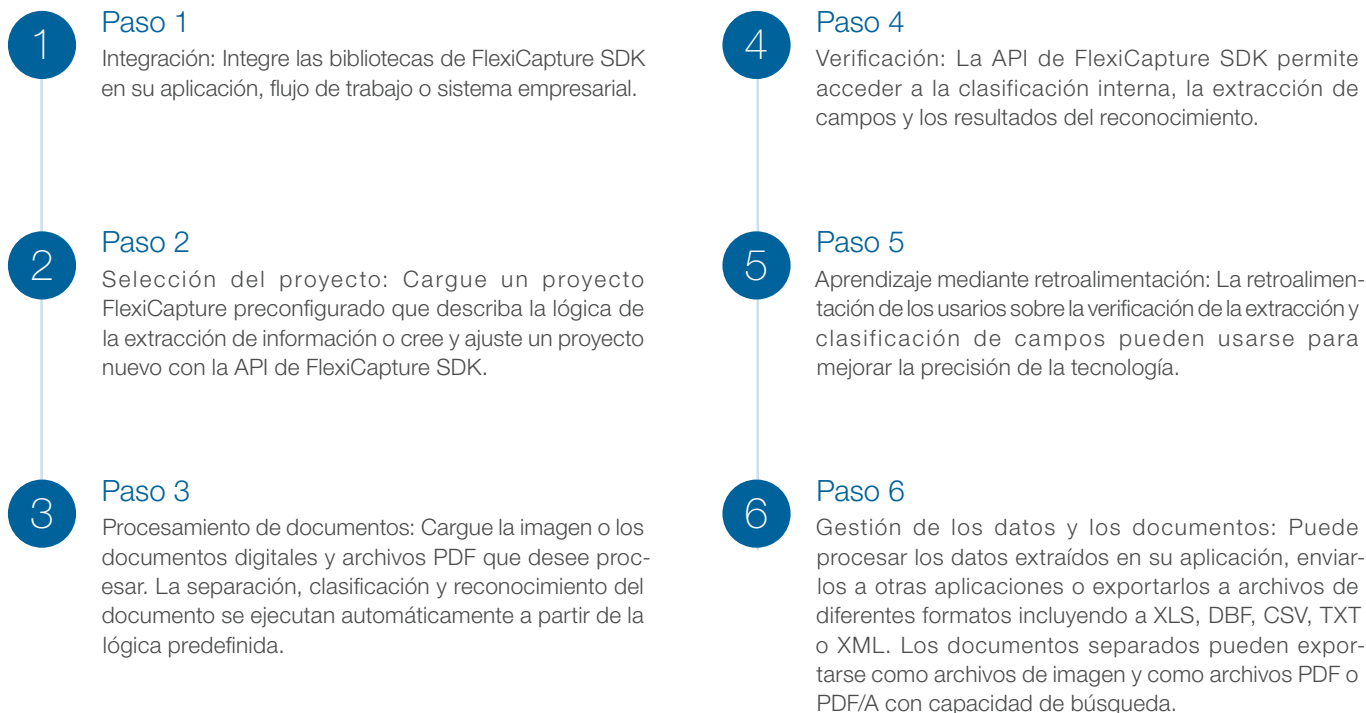 1
Paso 1
Integración: Integre las bibliotecas de FlexiCapture SDK
en su aplicación, flujo de trabajo o sistema empresarial.
2
Paso 2
Selección del proyecto: Cargue un proyecto
FlexiCapture preconfigurado que describa la lógica de
la extracción de información o cree y ajuste un proyecto
nuevo con la API de FlexiCapture SDK.
3
Paso 3
Procesamiento de documentos: Cargue la imagen o los
documentos digitales y archivos PDF que desee proc-
esar. La separación, clasificación y reconocimiento del
documento se ejecutan automáticamente a partir de la
lógica predefinida.
4
Paso 4
Verificación: La API de FlexiCapture SDK permite
acceder a la clasificación interna, la extracción de
campos y los resultados del reconocimiento.
5
Paso 5
Aprendizaje mediante retroalimentación: La retroalimen-
tación de los usarios sobre la verificación de la extracción y
clasificación de campos pueden usarse para
mejorar la precisión de la tecnología.
6
Paso 6
Gestión de los datos y los documentos: Puede
procesar los datos extraídos en su aplicación, enviar-
los a otras aplicaciones o exportarlos a archivos de
diferentes formatos incluyendo a XLS, DBF, CSV, TXT
o XML. Los documentos separados pueden expor-
tarse como archivos de imagen y como archivos PDF o
PDF/A con capacidad de búsqueda.